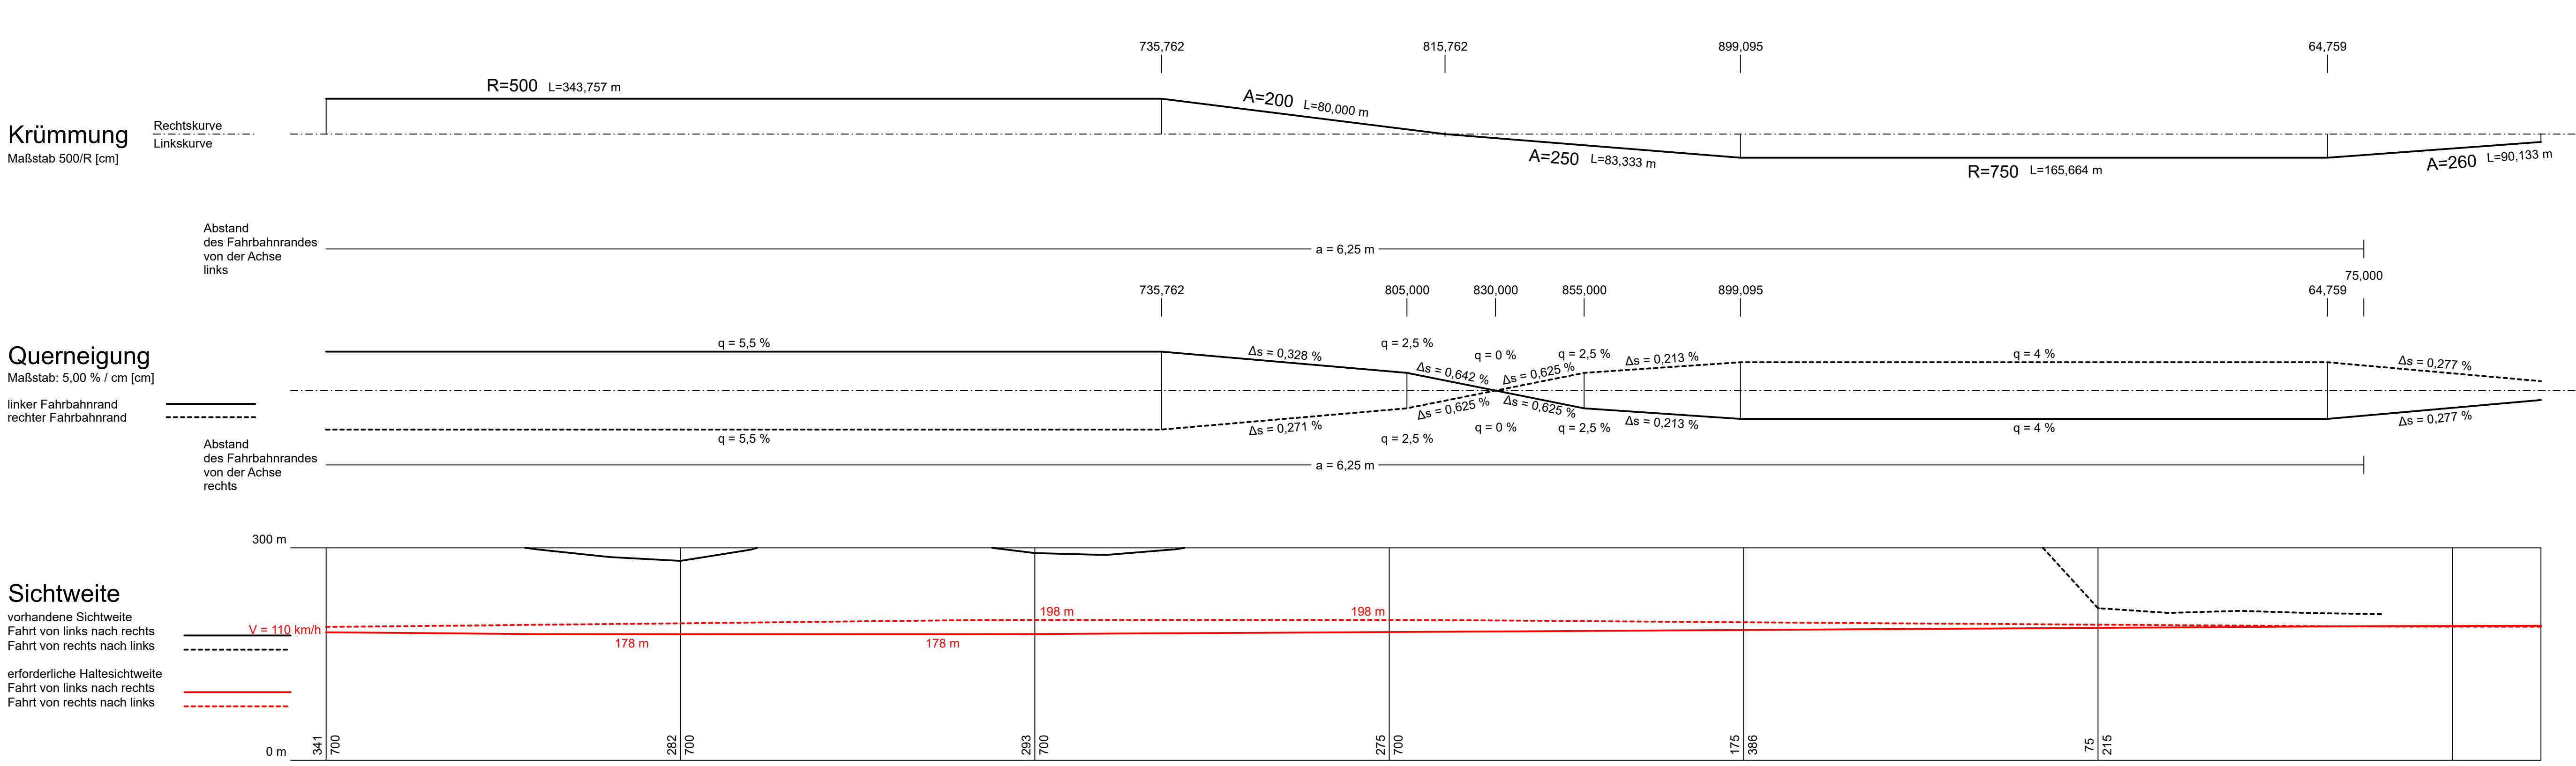 735,762 815,762 899,095 64,759
R=500 L=343,757 m
A=200 L=80,000 m
Krümmung
Maßstab 500/R [cm]
Rechtskurve
Linkskurve
A=250 L=83,333 m
R=750 L=165,664 m
A=260 L=90,133 m
Abstand
des Fahrbahnrandes
von der Achse
links
a = 6,25 m
75,000
735,762 805,000 830,000 855,000 899,095 64,759
Querneigung
Maßstab: 5,00 % / cm [cm]
linker Fahrbahnrand
rechter Fahrbahnrand
q = 5,5 %
Δs = 0,328 %
q = 2,5 %
Δs = 0,642 %
q = 0 %
Δs = 0,625 %
q = 2,5 %
Δs = 0,213 %
q = 4 %
Δs = 0,277 %
q = 5,5 %
Δs = 0,271 %
q = 2,5 %
Δs = 0,625 %
q = 0 %
Δs = 0,625 %
q = 2,5 %
Δs = 0,213 %
q = 4 %
Δs = 0,277 %
Abstand
des Fahrbahnrandes
von der Achse
rechts
a = 6,25 m
300 m
Sichtweite
vorhandene Sichtweite
Fahrt von links nach rechts
Fahrt von rechts nach links
V = 110 km/h
178 m
178 m
198 m
198 m
erforderliche Haltesichtweite
Fahrt von links nach rechts
Fahrt von rechts nach links
0 m
341
700
282
700
293
700
275
700
175
386
75
215